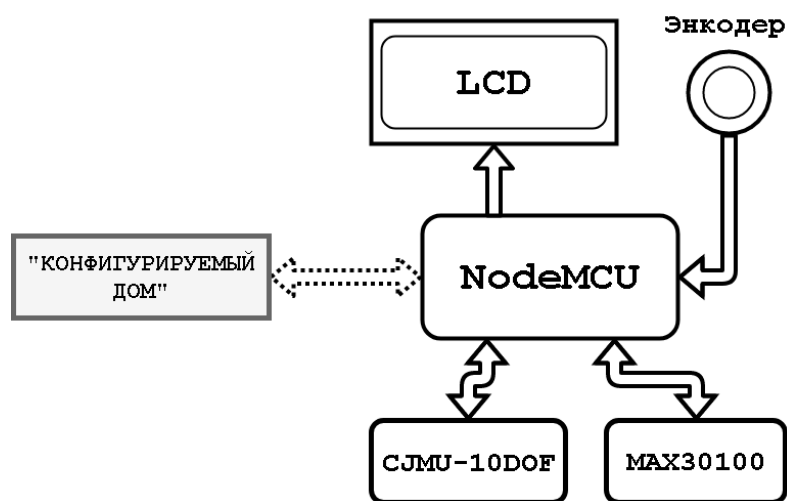 Энкодер
LCD
"КОНФИГУРИРУЕМЫЙ
ДОМ"
NodeMCU
CJMU-10DOF
MAX30100